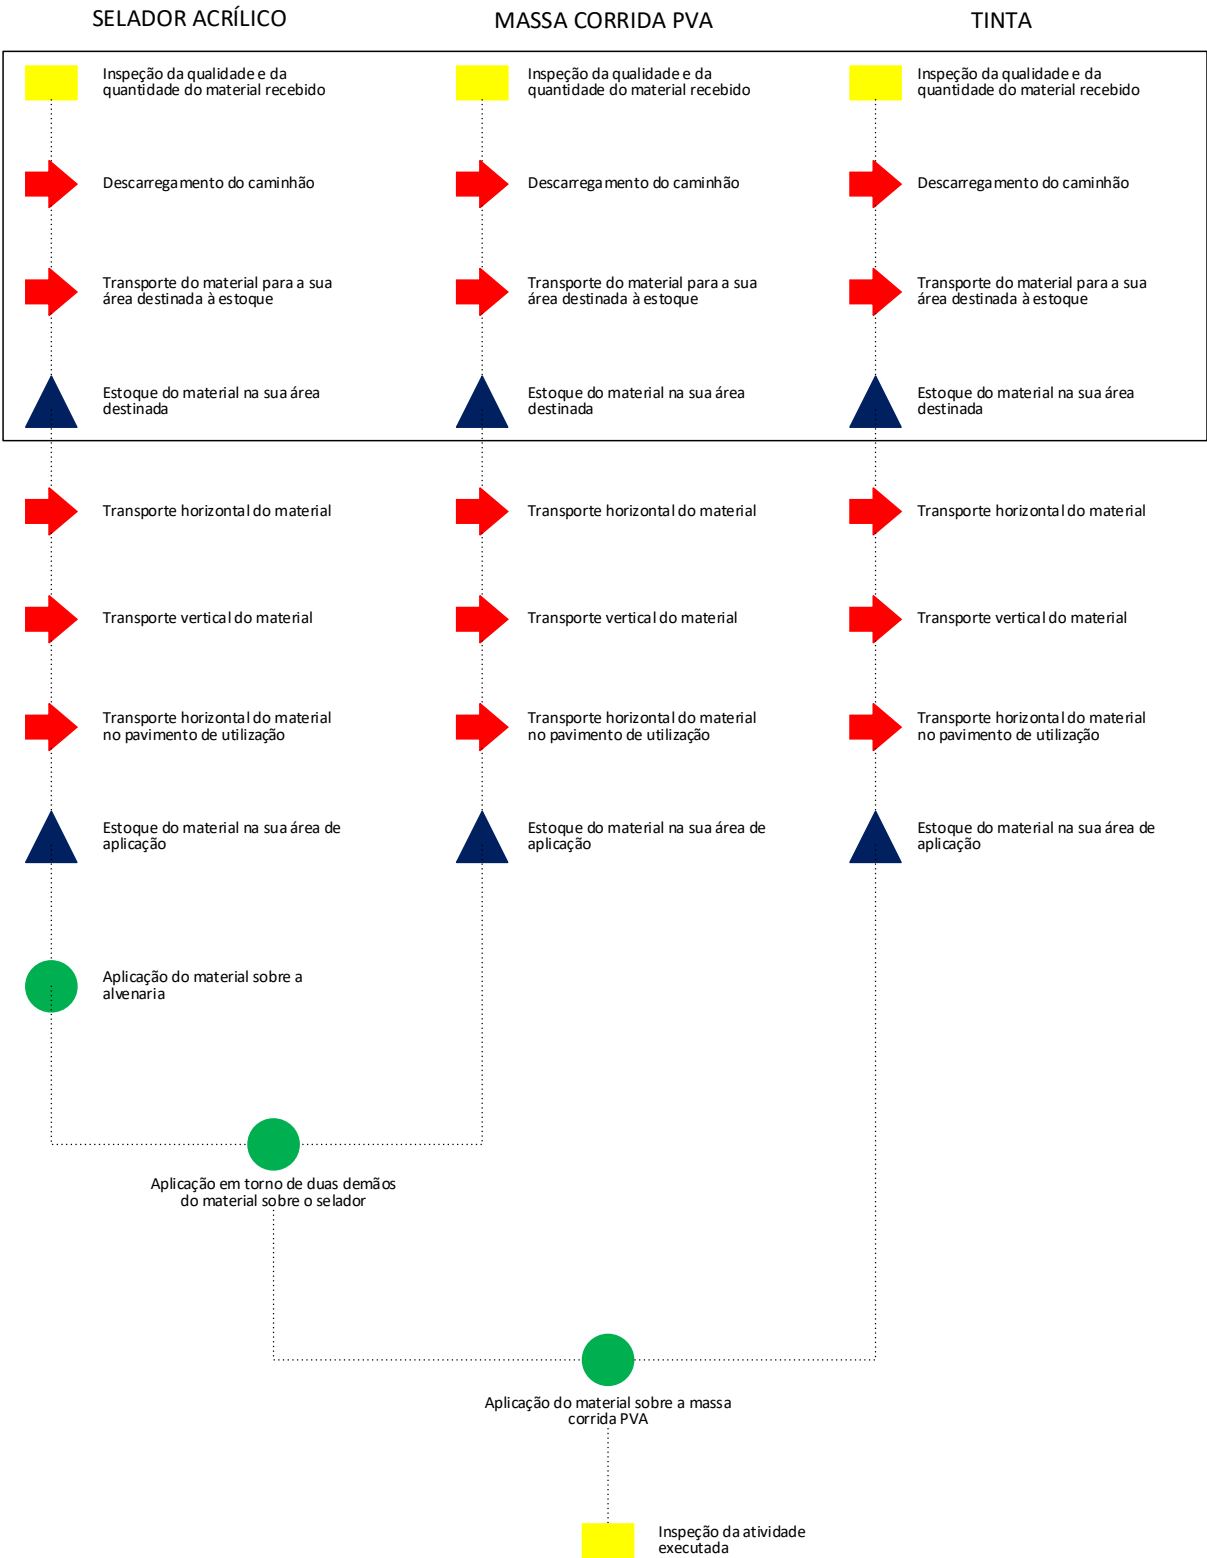 SELADOR ACRÍLICO
MASSA CORRIDA PVA
TINTA
Inspeção da qualidade e da
quantidade do material recebido
Inspeção da qualidade e da
quantidade do material recebido
Inspeção da qualidade e da
quantidade do material recebido
Descarregamento do caminhão
Descarregamento do caminhão
Descarregamento do caminhão
Transporte do material para a sua
área destinada à estoque
Transporte do material para a sua
área destinada à estoque
Transporte do material para a sua
área destinada à estoque
Estoque do material na sua área
destinada
Estoque do material na sua área
destinada
Estoque do material na sua área
destinada
Transporte horizontal do material
Transporte horizontal do material
Transporte horizontal do material
Transporte vertical do material
Transporte vertical do material
Transporte vertical do material
Transporte horizontal do material
no pavimento de utilização
Transporte horizontal do material
no pavimento de utilização
Transporte horizontal do material
no pavimento de utilização
Estoque do material na sua área de
aplicação
Estoque do material na sua área de
aplicação
Estoque do material na sua área de
aplicação
Aplicação do material sobre a
alvenaria
Aplicação em torno de duas demãos
do material sobre o selador
Aplicação do material sobre a massa
corrida PVA
Inspeção da atividade
executada